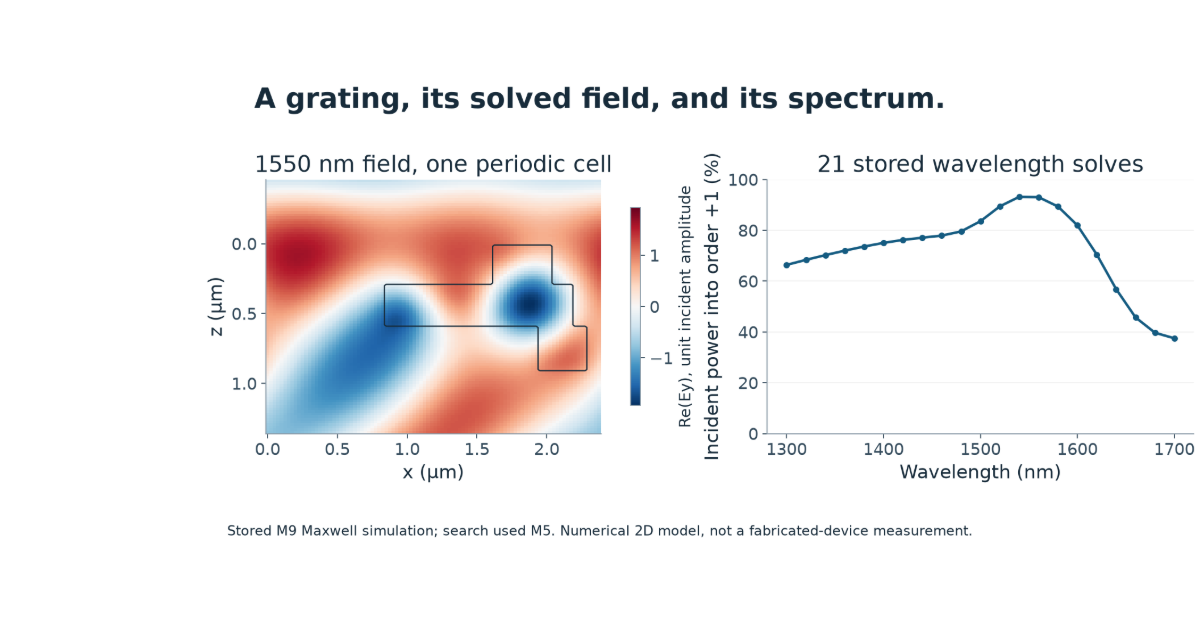 A grating, its solved field, and its spectrum.
1550 nm field, one periodic cell
0.0
0.5
1.0
z (μm)
0.0 0.5 1.0 1.5 2.0
x (μm)
1
0
−1
Re(Ey), unit incident amplitude
21 stored wavelength solves
Incident power into order +1 (%)
100
80
60
40
20
0
1300 1400 1500 1600 1700
Wavelength (nm)
Stored M9 Maxwell simulation; search used M5. Numerical 2D model, not a fabricated-device measurement.